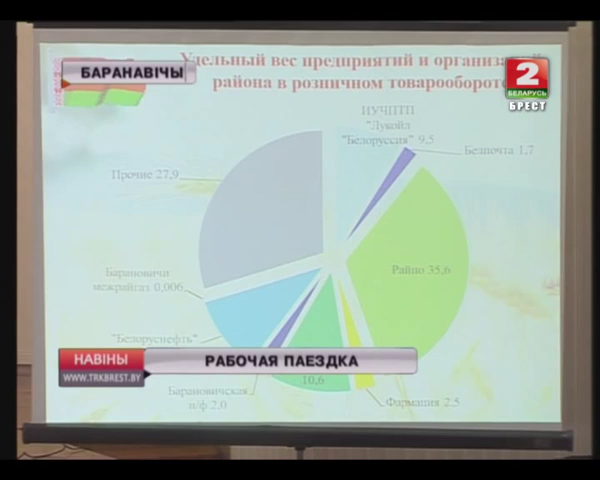 Удельный вес предприятий и организаций
района в розничном товарообороте
БАРАНАВІЧЫ
2
БЕЛАРУСЬ
БРЕСТ
ИУЧПТП
"Лукойл
"Белоруссия" 9,5
Белпочта 1,7
Прочие 27,9
Райпо 35,6
Барановичи
межрайгаз 0,006
"Белоруснефть"
НАВІНЫ
РАБОЧАЯ ПАЕЗДКА
WWW.TRKBREST.BY
10,6
Барановичская
п/ф 2,0
Фармация 2,5